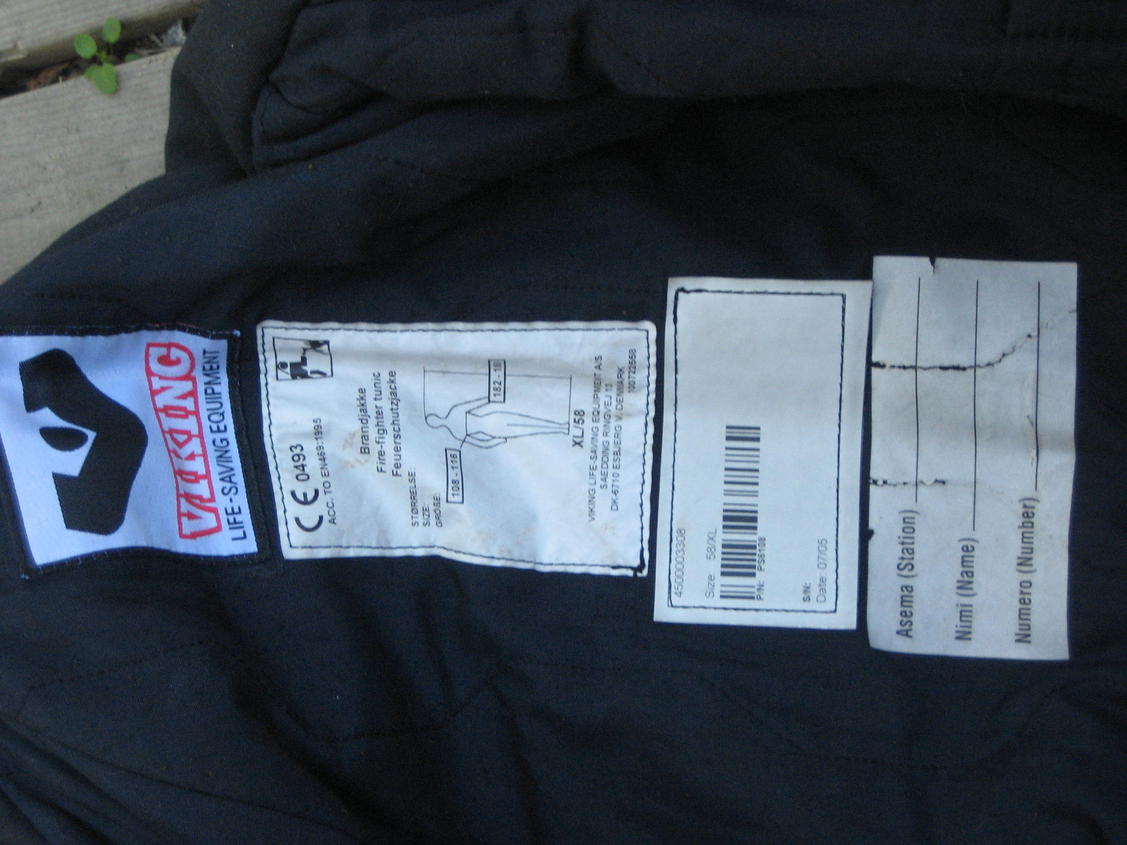 VIKING
LIFE-SAVING EQUIPMENT
CE 0493
ACC. TO EN469:1995
Brandjakke
Fire-fighter tunic
Feuerschutzjacke
STØRRELSE:
SIZE:
GRÖßE:
108 - 116
182 - 18
XL/58
VIKING LIFE-SAVING EQUIPMENT A/S
SAEDDING RINGVEJ 13
DK-6710 ESBJERG V. DENMARK
4500003308
Size: 58/XL
P/N: PS6108
S/N:
Date: 07/05
Asema (Station)
Nimi (Name)
Numero (Number)